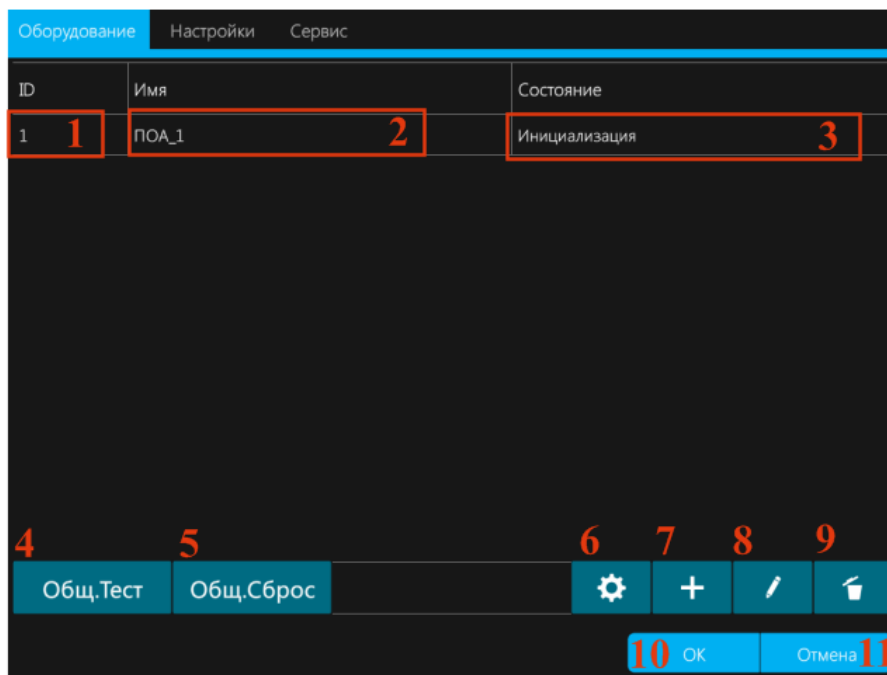 Оборудование Настройки Сервис
ID Имя Состояние
1 1 ПОА_1 2 Инициализация 3
4 5 6 7 8 9
Общ.Тест Общ.Сброс
10 ОК Отмена 11